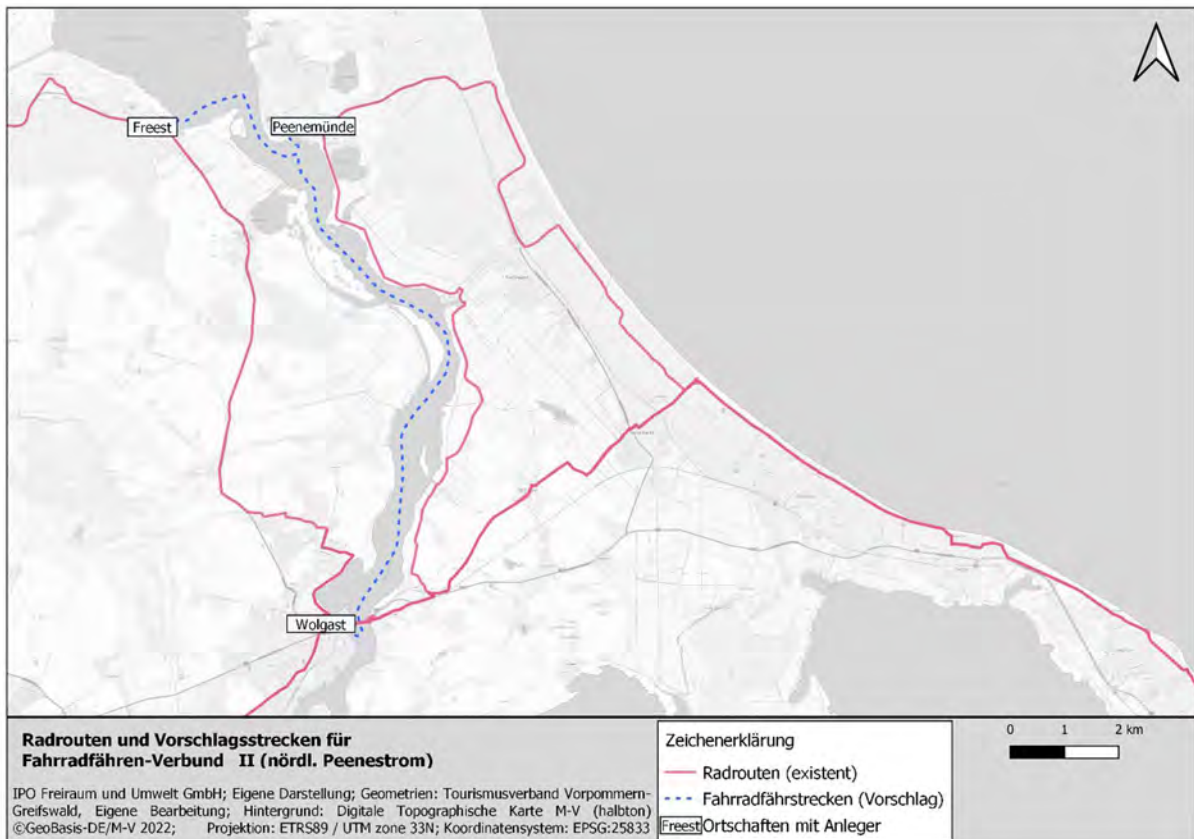 Freest
Peenemünde
Wolgast
Radrouten und Vorschlagsstrecken für
Fahrradfähren-Verbund II (nördl. Peenestrom)
IPO Freiraum und Umwelt GmbH; Eigene Darstellung; Geometrien: Tourismusverband Vorpommern-
Greifswald, Eigene Bearbeitung; Hintergrund: Digitale Topographische Karte M-V (halbton)
©GeoBasis-DE/M-V 2022; Projektion: ETRS89 / UTM zone 33N; Koordinatensystem: EPSG:25833
Zeichenerklärung
Radrouten (existent)
Fahrradfährstrecken (Vorschlag)
Freest Ortschaften mit Anleger
0 1 2 km